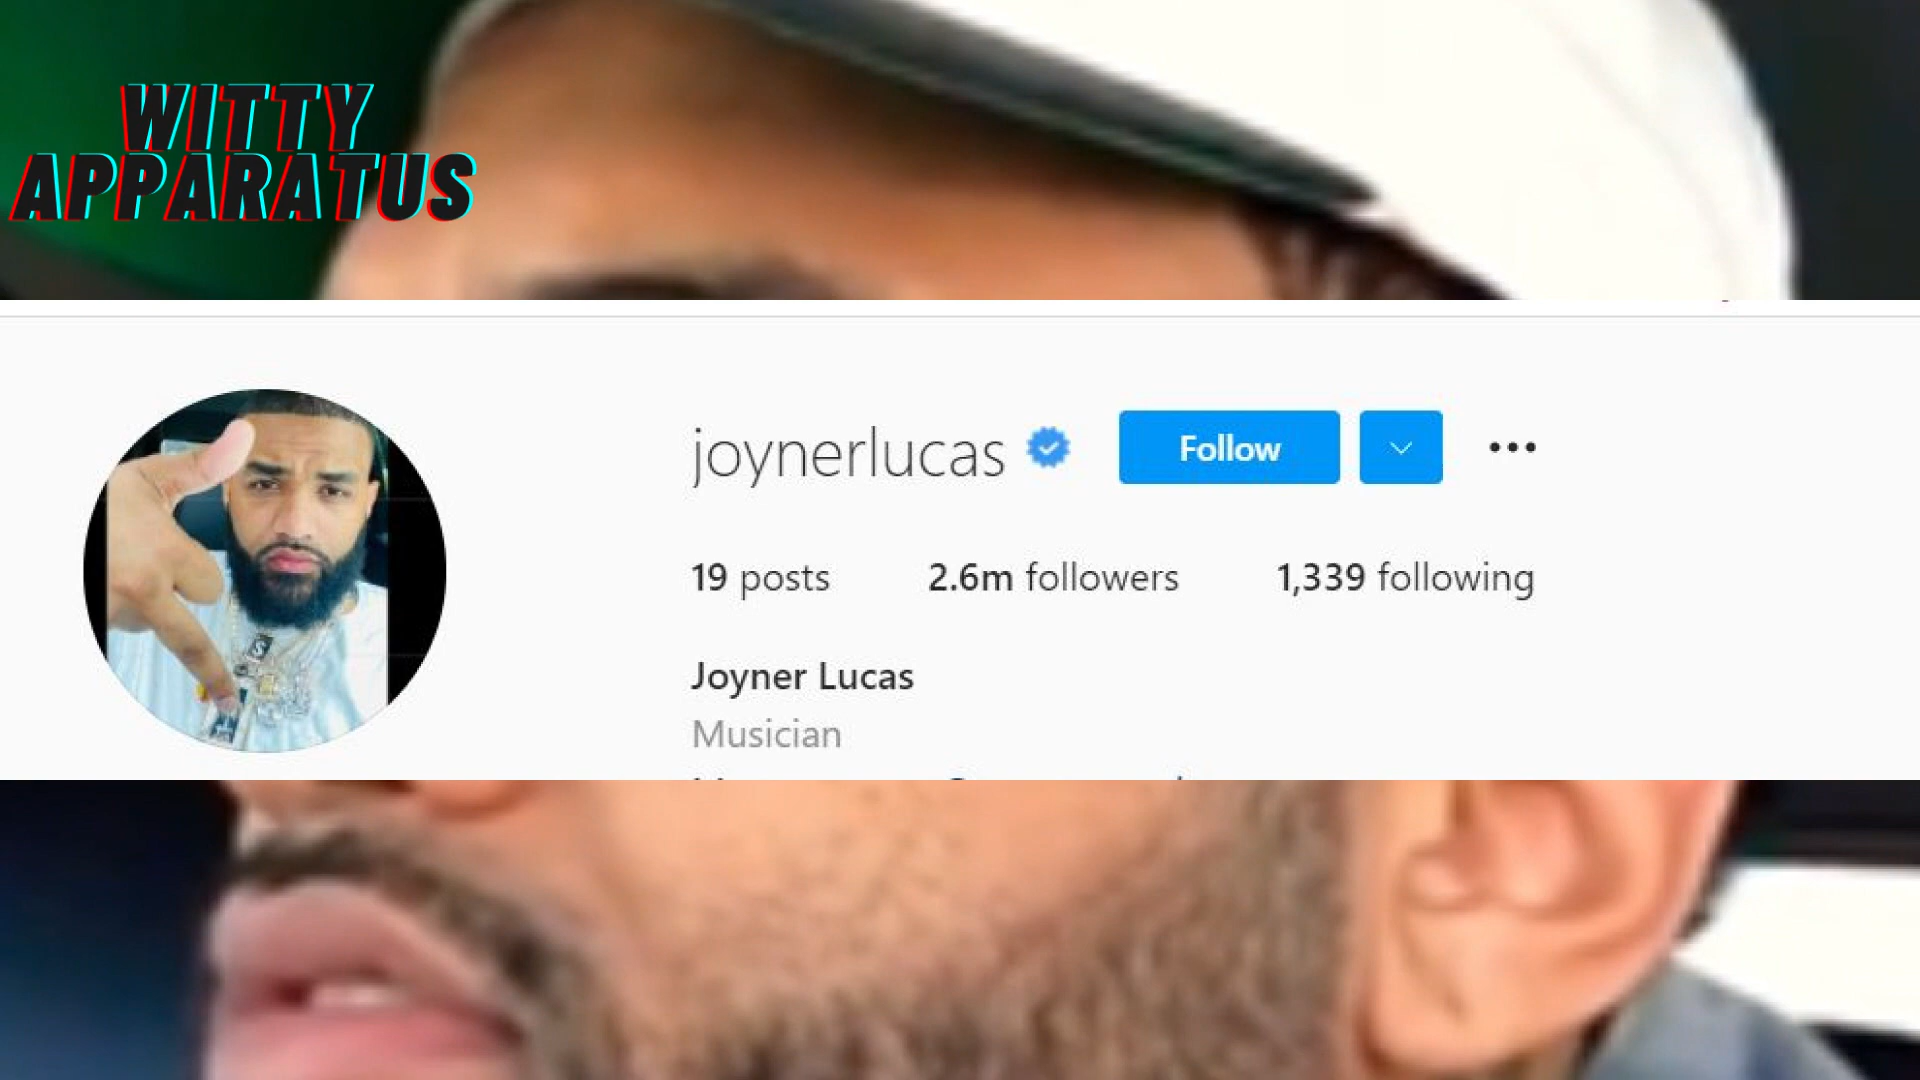 WITTY
APPARATUS
joynerlucas Follow
19 posts 2.6m followers 1,339 following
Joyner Lucas
Musician